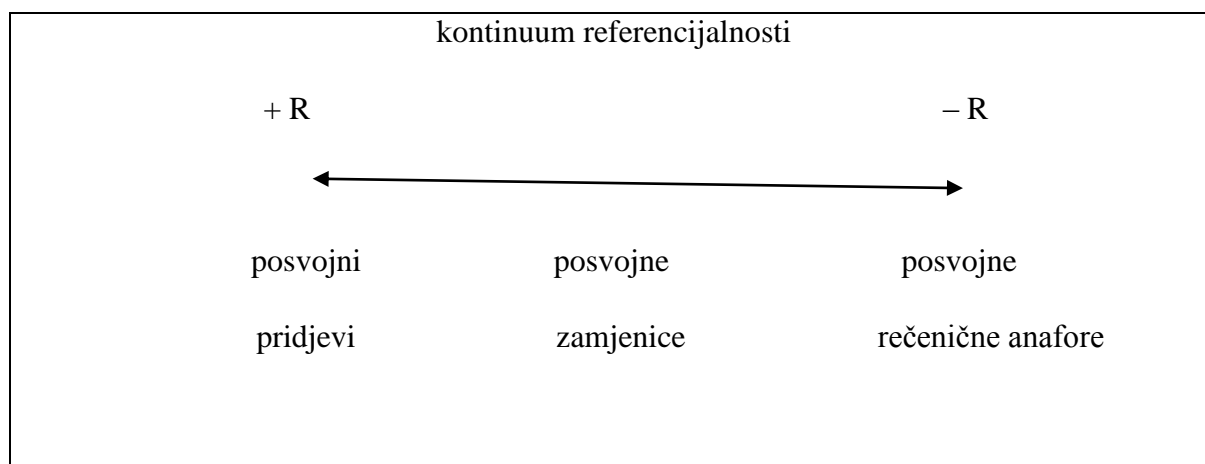 kontinuum referencijalnosti
+ R – R
posvojni posvojne posvojne
pridjevi zamjenice rečenične anafore